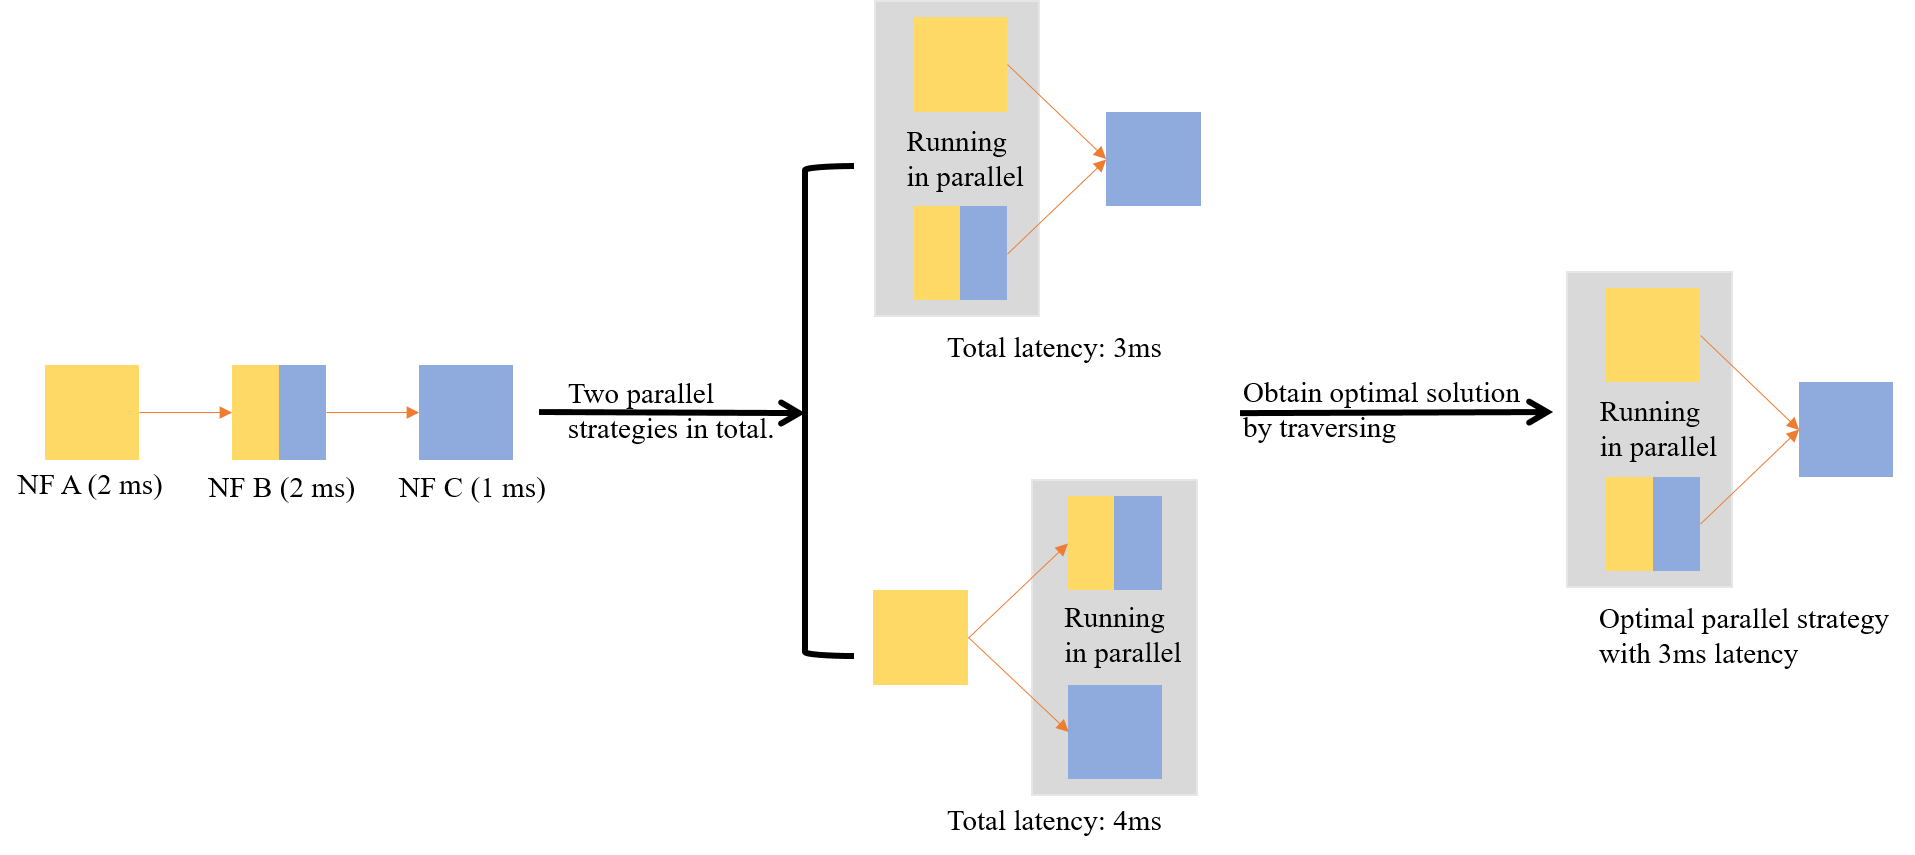 NF A (2 ms)
NF B (2 ms)
NF C (1 ms)
Two parallel
strategies in total.
Running
in parallel
Total latency: 3ms
Running
in parallel
Total latency: 4ms
Obtain optimal solution
by traversing
Running
in parallel
Optimal parallel strategy
with 3ms latency